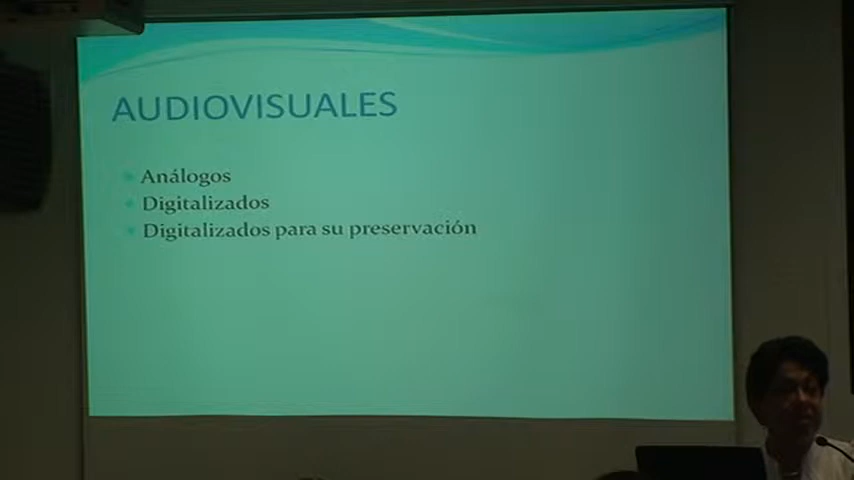 AUDIOVISUALES
Análogos
Digitalizados
Digitalizados para su preservación